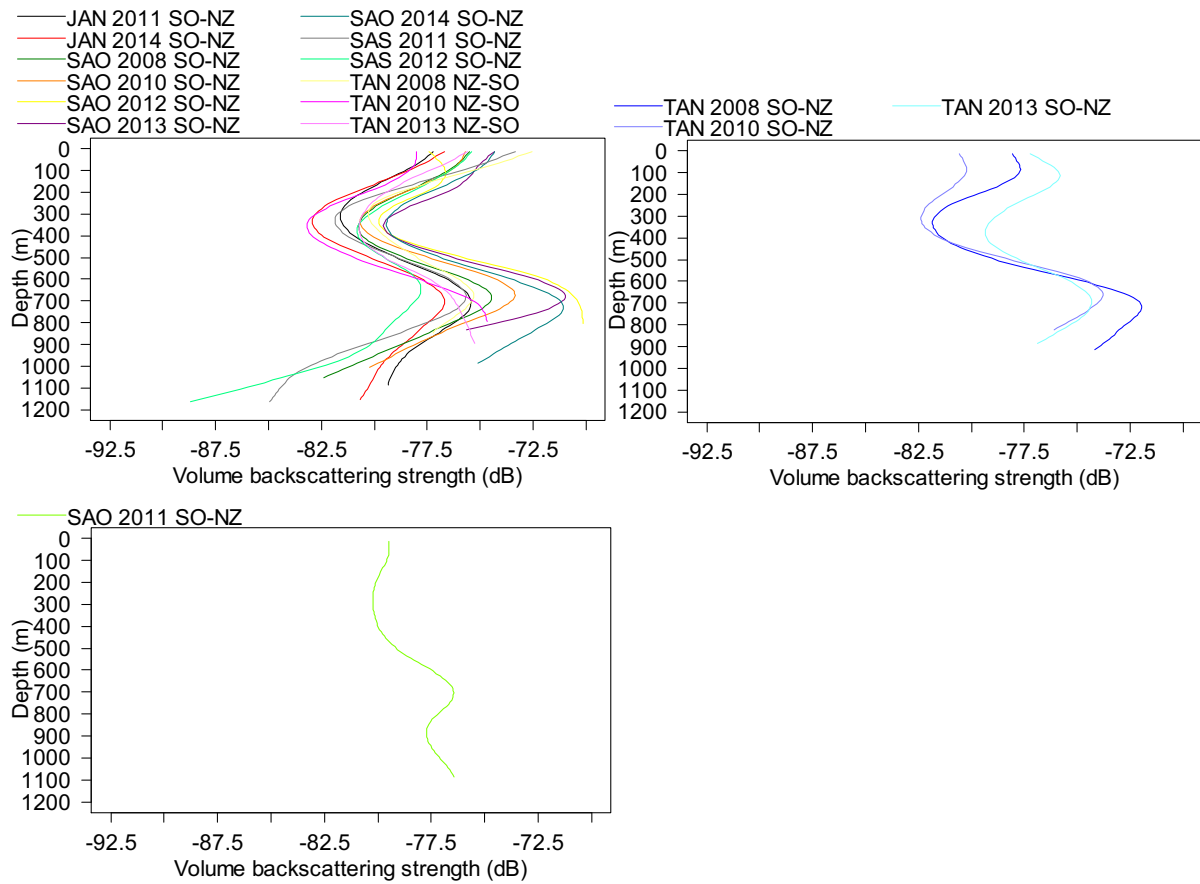 JAN 2011 SO-NZ
JAN 2014 SO-NZ
SAO 2008 SO-NZ
SAO 2010 SO-NZ
SAO 2012 SO-NZ
SAO 2013 SO-NZ
SAO 2014 SO-NZ
SAS 2011 SO-NZ
SAS 2012 SO-NZ
TAN 2008 NZ-SO
TAN 2010 NZ-SO
TAN 2013 NZ-SO
Depth (m)
0
100
200
300
400
500
600
700
800
900
1000
1100
1200
-92.5 -87.5 -82.5 -77.5 -72.5
Volume backscattering strength (dB)
TAN 2008 SO-NZ
TAN 2010 SO-NZ
TAN 2013 SO-NZ
Depth (m)
0
100
200
300
400
500
600
700
800
900
1000
1100
1200
-92.5 -87.5 -82.5 -77.5 -72.5
Volume backscattering strength (dB)
SAO 2011 SO-NZ
Depth (m)
0
100
200
300
400
500
600
700
800
900
1000
1100
1200
-92.5 -87.5 -82.5 -77.5 -72.5
Volume backscattering strength (dB)